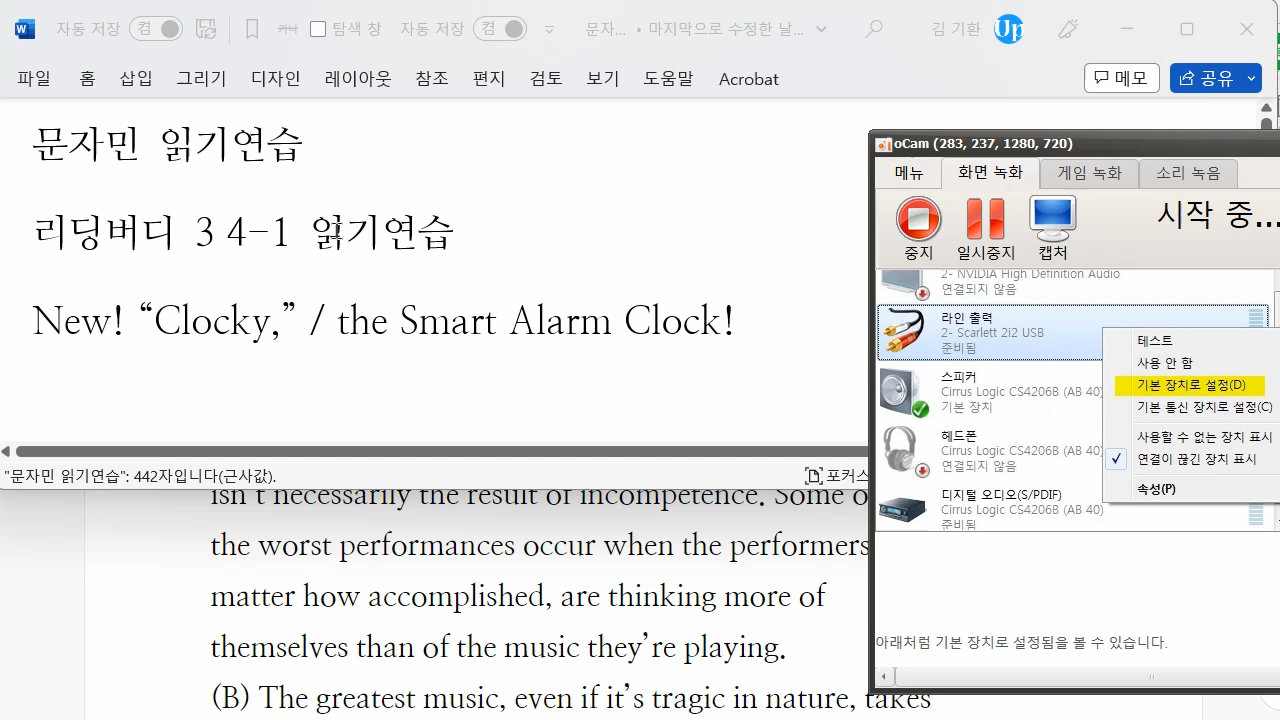 자동 저장 켬 탐색 창 자동 저장 켬 문자... • 마지막으로 수정한 날... 김 기환 Up
파일 홈 삽입 그리기 디자인 레이아웃 참조 편지 검토 보기 도움말 Acrobat 메모 공유
문자민 읽기연습
리딩버디 3 4-1 읽기연습
New! “Clocky,” / the Smart Alarm Clock!
"문자민 읽기연습": 442자입니다(근사값). 포커스
isn't necessarily the result of incompetence. Some o
the worst performances occur when the performers
matter how accomplished, are thinking more of
themselves than of the music they’re playing.
(B) The greatest music, even if it’s tragic in nature, takes
oCam (283, 237, 1280, 720)
메뉴 화면 녹화 게임 녹화 소리 녹음
시작 중...
중지 일시중지 캡처
2- NVIDIA High Definition Audio
연결되지 않음
라인 출력
2- Scarlett 2i2 USB
준비됨
스피커
Cirrus Logic CS4206B (AB 40)
기본 장치
헤드폰
Cirrus Logic CS4206B (AB 40)
연결되지 않음
디지털 오디오(S/PDIF)
Cirrus Logic CS4206B (AB 40)
준비됨
테스트
사용 안 함
기본 장치로 설정(D)
기본 통신 장치로 설정(C)
사용할 수 없는 장치 표시
연결이 끊긴 장치 표시
속성(P)
아래처럼 기본 장치로 설정됨을 볼 수 있습니다.